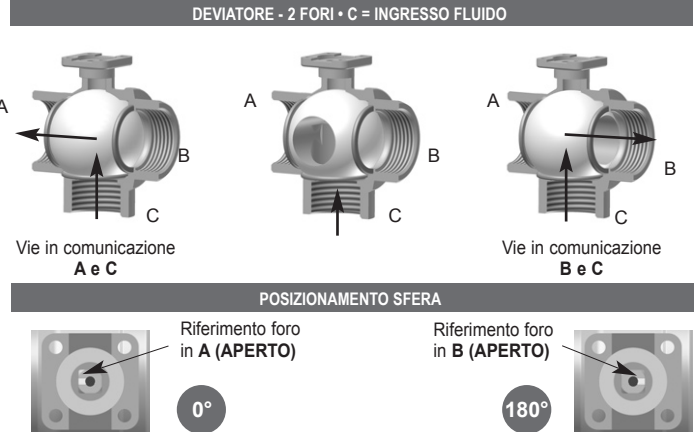 DEVIATORE - 2 FORI • C = INGRESSO FLUIDO
A
B
C
A
B
C
A
B
C
Vie in comunicazione
A e C
Vie in comunicazione
B e C
POSIZIONAMENTO SFERA
Riferimento foro
in A (APERTO)
0°
Riferimento foro
in B (APERTO)
180°